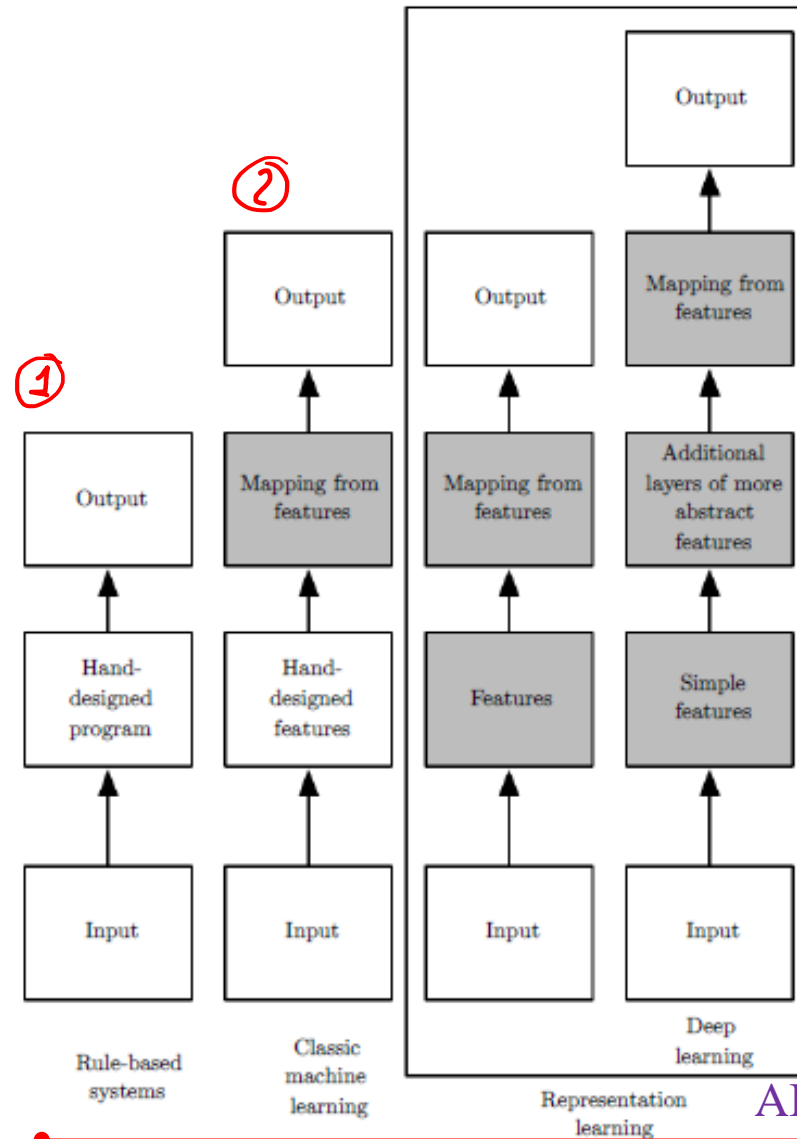 ①
Output
Hand-
designed
program
Input
Rule-based
systems
②
Output
Mapping from
features
Hand-
designed
features
Input
Classic
machine
learning
Output
Mapping from
features
Features
Input
Output
Mapping from
features
Additional
layers of more
abstract
features
Simple
features
Input
Deep
learning
Representation
learning